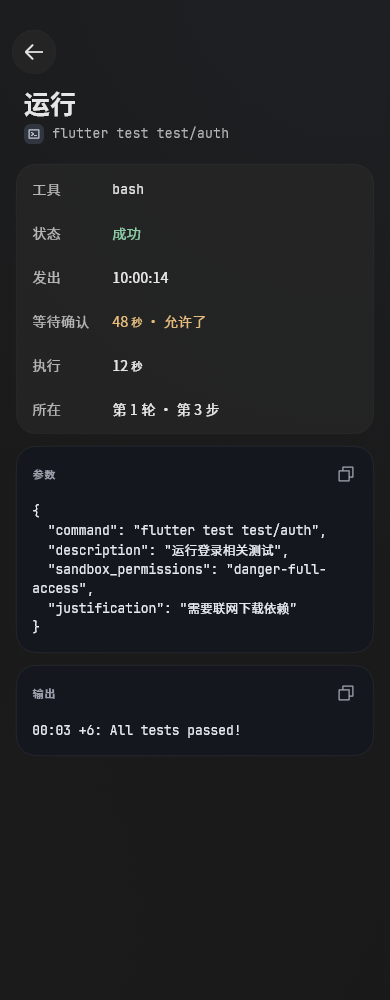 运行
flutter test test/auth
工具 bash
状态 成功
发出 10:00:14
等待确认 48 秒 · 允许了
执行 12 秒
所在 第 1 轮 · 第 3 步
参数
{
  "command": "flutter test test/auth",
  "description": "运行登录相关测试",
  "sandbox_permissions": "danger-full-
access",
  "justification": "需要联网下载依赖"
}
输出
00:03 +6: All tests passed!